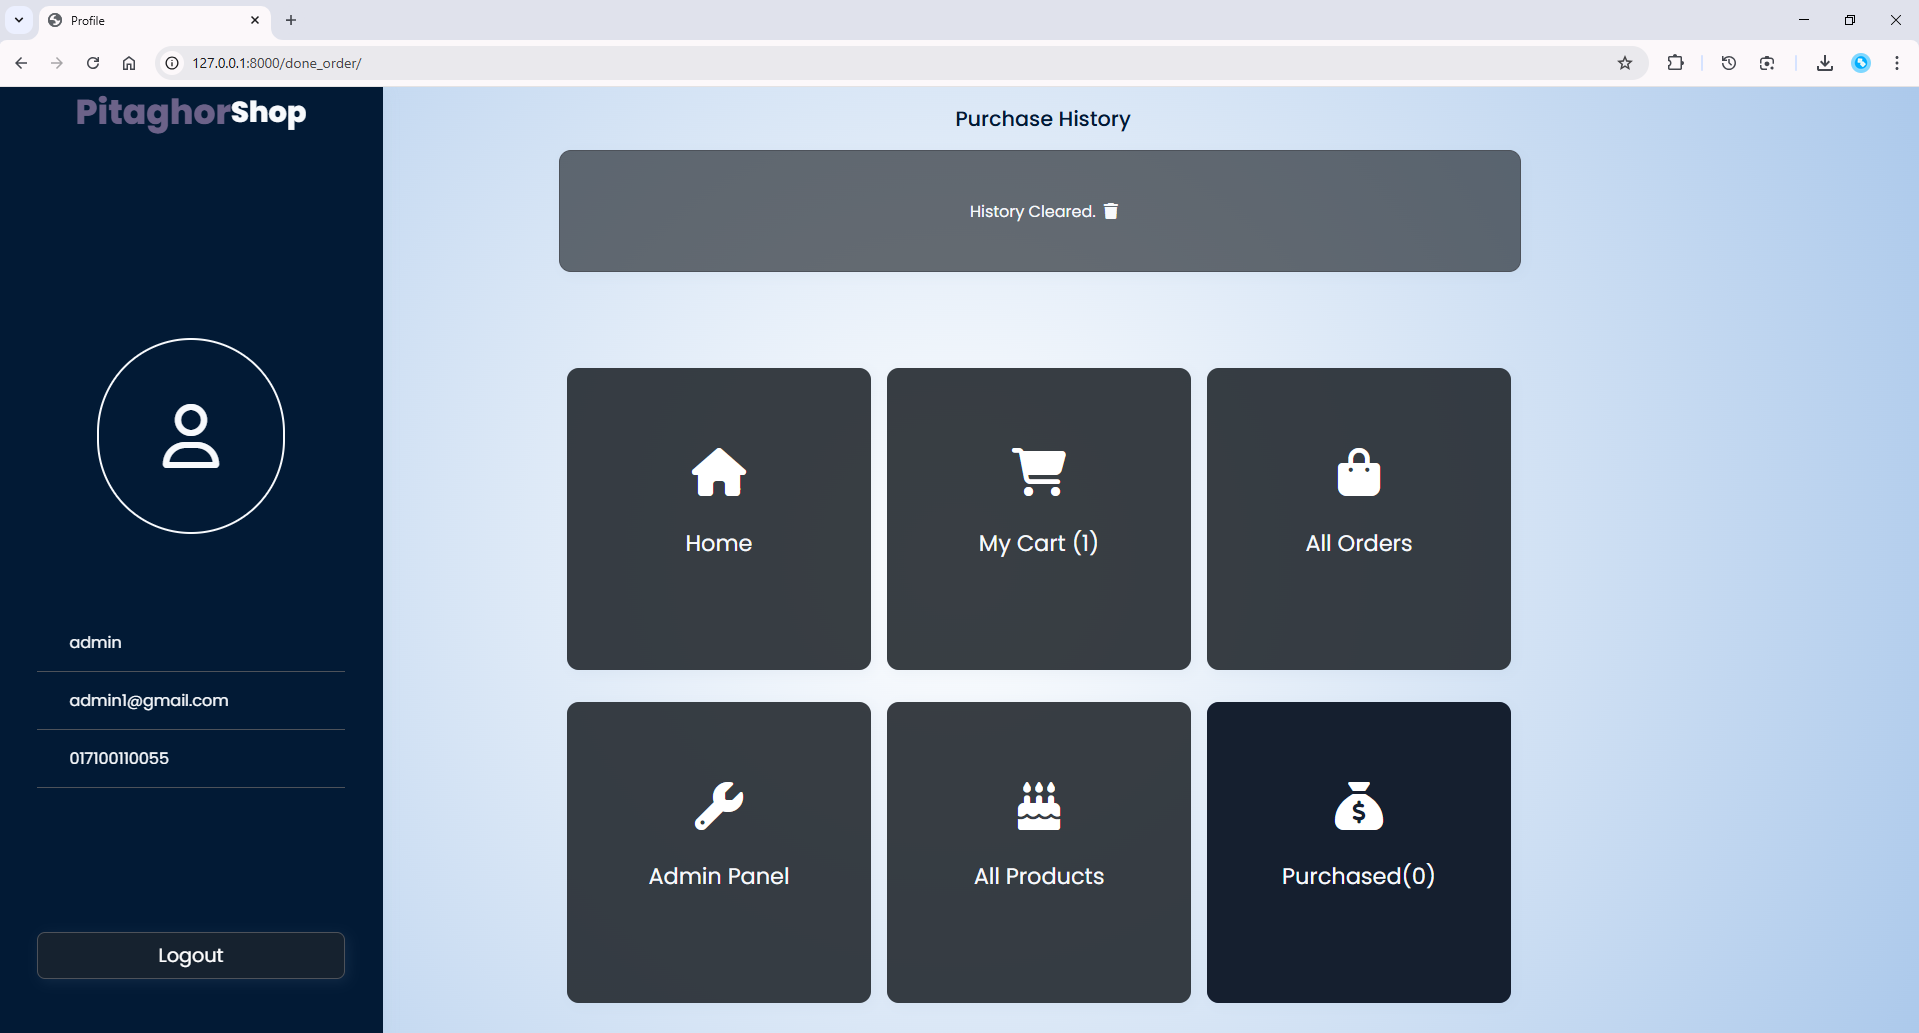 Profile
127.0.0.1:8000/done_order/
PitaghorShop
admin
admin1@gmail.com
017100110055
Logout
Purchase History
History Cleared.
Home
My Cart (1)
All Orders
Admin Panel
All Products
$
Purchased(0)